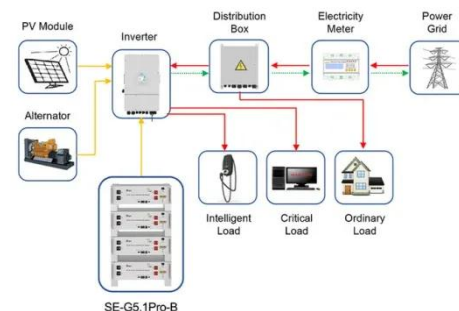 PV Module
Inverter
Distribution
Box
Electricity
Meter
Power
Grid
Alternator
Intelligent
Load
Critical
Load
Ordinary
Load
SE-G5.1Pro-B